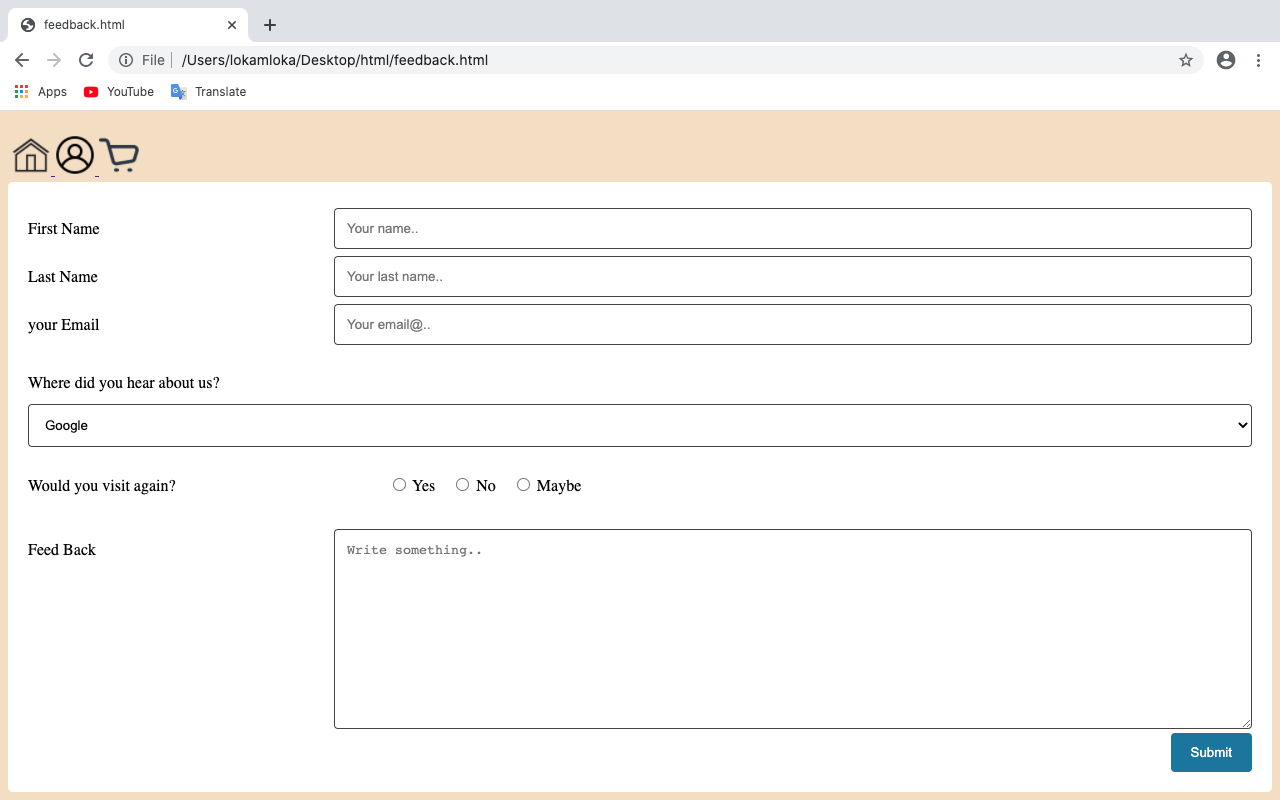 feedback.html
File /Users/lokamloka/Desktop/html/feedback.html
Apps YouTube Translate
First Name Your name..
Last Name Your last name..
your Email Your email@..
Where did you hear about us?
Google
Would you visit again? Yes No Maybe
Feed Back Write something..
Submit